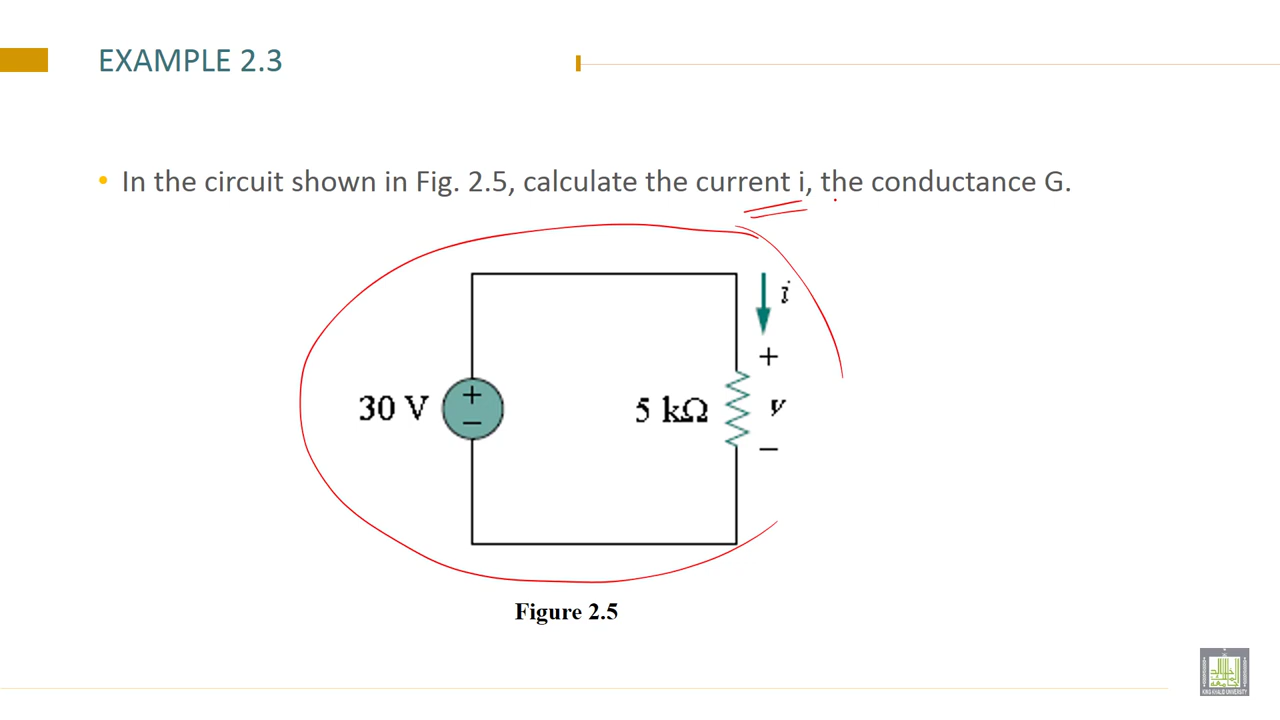 EXAMPLE 2.3
• In the circuit shown in Fig. 2.5, calculate the current i, the conductance G.
i
+
30 V
+
−
5 kΩ
v
−
Figure 2.5
KING KHALID UNIVERSITY